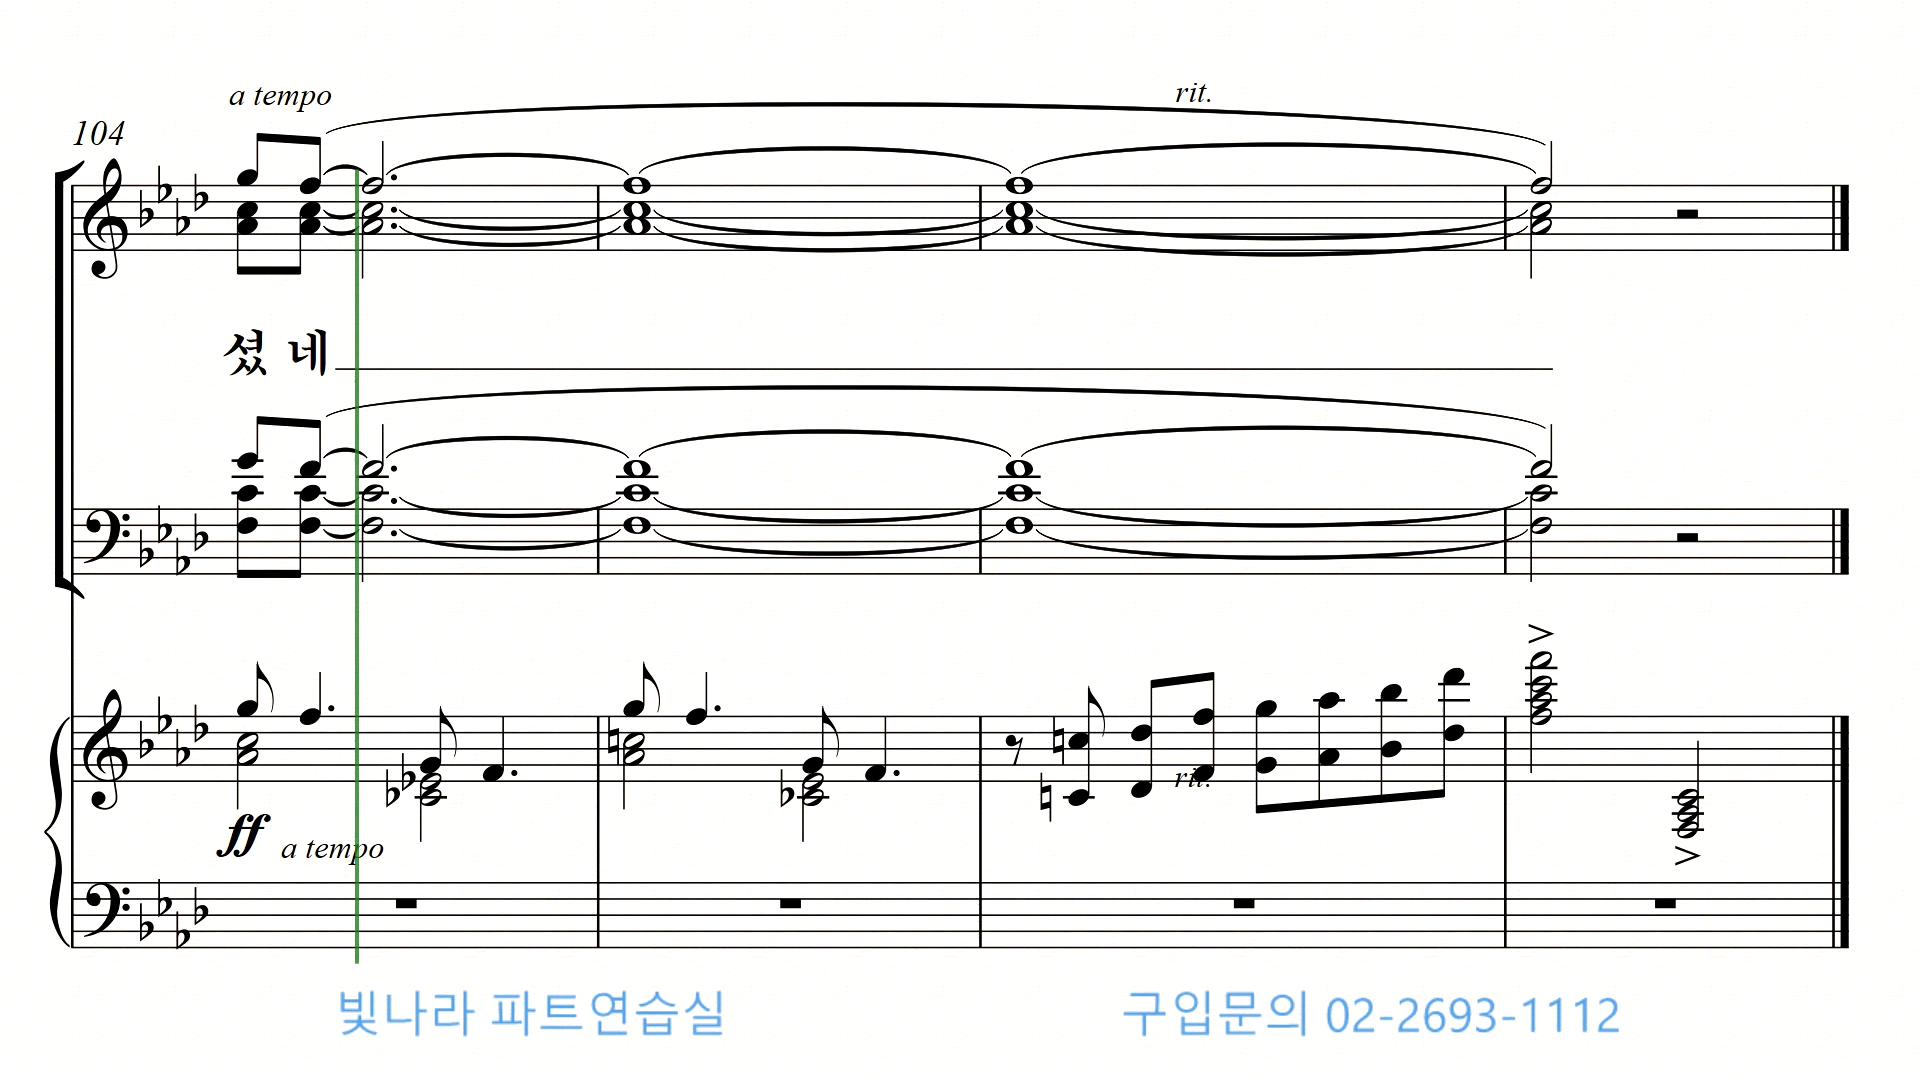 a tempo
rit.
104
셨 네
rit.
ff a tempo
빛나라 파트연습실 구입문의 02-2693-1112